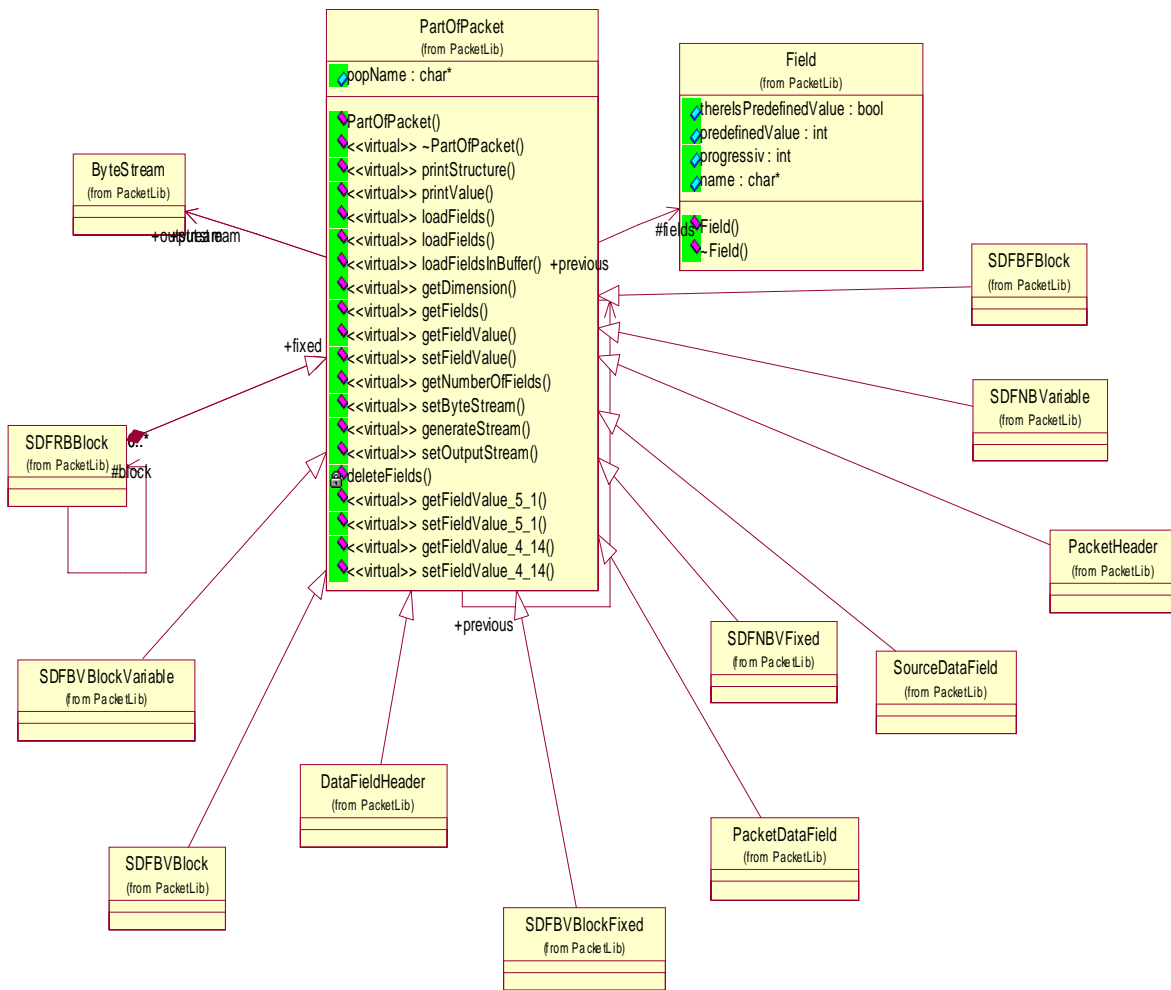 PartOfPacket
(from PacketLib)
popName : char*
PartOfPacket()
<<virtual>> ~PartOfPacket()
<<virtual>> printStructure()
<<virtual>> printValue()
<<virtual>> loadFields()
<<virtual>> loadFields()
<<virtual>> loadFieldsInBuffer()
<<virtual>> getDimension()
<<virtual>> getFields()
<<virtual>> getFieldValue()
<<virtual>> setFieldValue()
<<virtual>> getNumberOfFields()
<<virtual>> setByteStream()
<<virtual>> generateStream()
<<virtual>> setOutputStream()
deleteFields()
<<virtual>> getFieldValue_5_1()
<<virtual>> setFieldValue_5_1()
<<virtual>> getFieldValue_4_14()
<<virtual>> setFieldValue_4_14()
Field
(from PacketLib)
thereIsPredefinedValue : bool
predefinedValue : int
progressiv : int
name : char*
Field()
~Field()
#fields
+previous
ByteStream
(from PacketLib)
+fixed
SDFRBBlock
(from PacketLib)
0..*
#block
SDFBFBlock
(from PacketLib)
SDFNBVariable
(from PacketLib)
PacketHeader
(from PacketLib)
SourceDataField
(from PacketLib)
SDFNBVFixed
(from PacketLib)
+previous
SDFBVBlockVariable
(from PacketLib)
DataFieldHeader
(from PacketLib)
PacketDataField
(from PacketLib)
SDFBVBlock
(from PacketLib)
SDFBVBlockFixed
(from PacketLib)